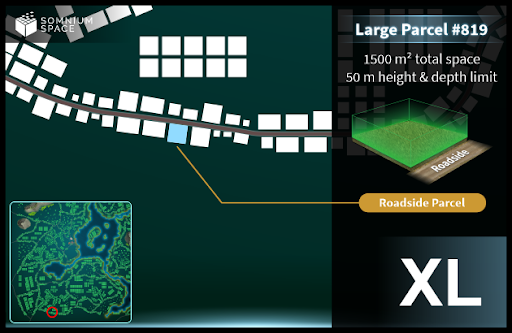 SOMNIUM
SPACE
Large Parcel #819
1500 m² total space
50 m height & depth limit
Roadside
Roadside Parcel
XL